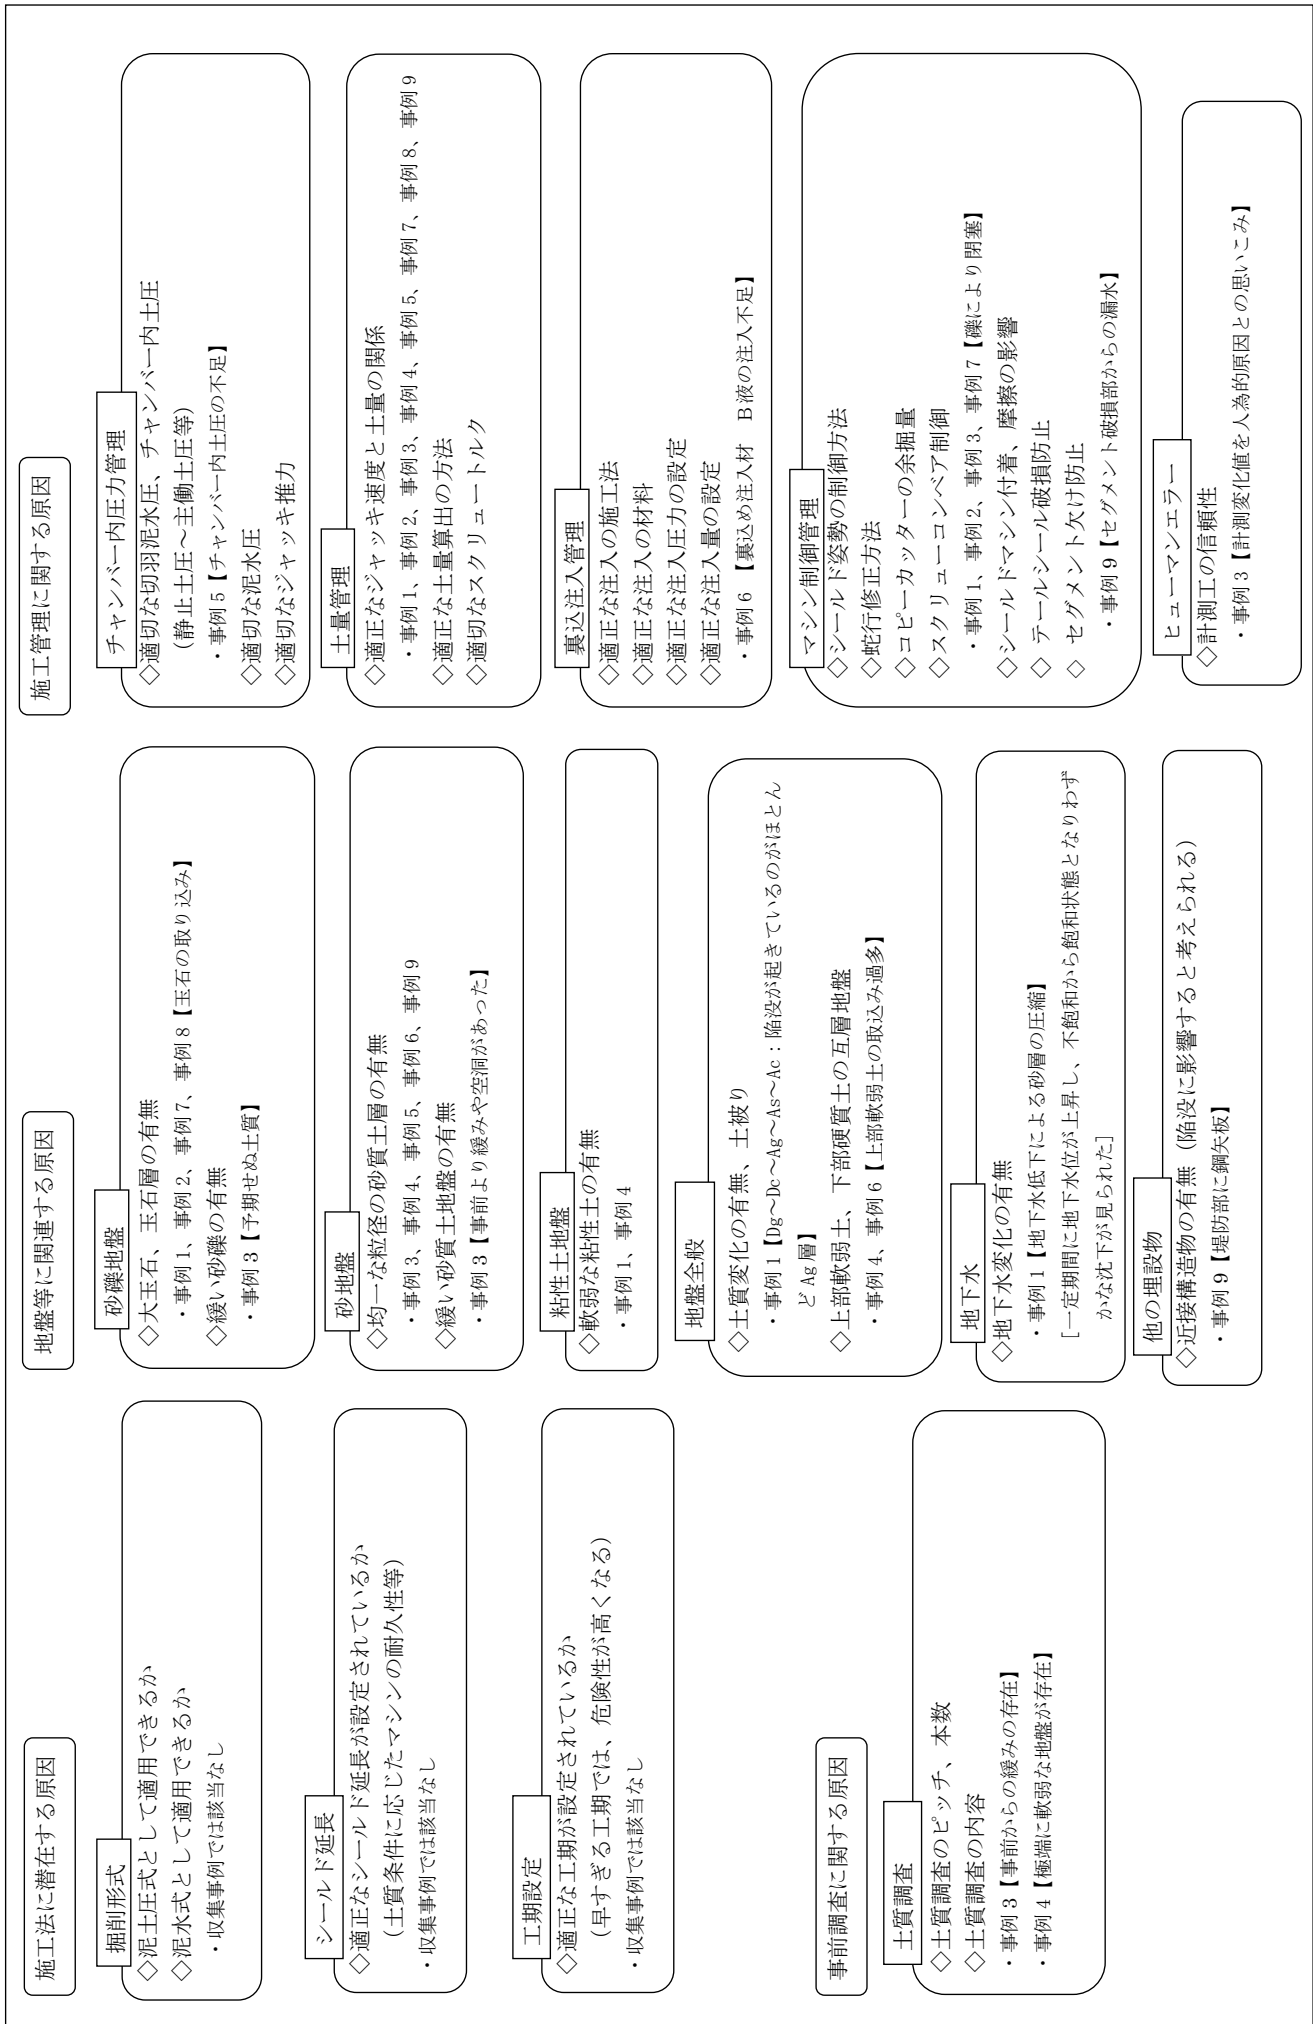 施工法に潜在する原因
掘削形式
◇泥土圧式として適用できるか
◇泥水式として適用できるか
・収集事例では該当なし
シールド延長
◇適正なシールド延長が設定されているか
(土質条件に応じたマシンの耐久性等)
・収集事例では該当なし
工期設定
◇適正な工期が設定されているか
(早すぎる工期では、危険性が高くなる)
・収集事例では該当なし
事前調査に関する原因
土質調査
◇土質調査のピッチ、本数
◇土質調査の内容
・事例3【事前からの緩みの存在】
・事例4【極端に軟弱な地盤が存在】
地盤等に関連する原因
砂礫地盤
◇大玉石、玉石層の有無
・事例1、事例2、事例7、事例8【玉石の取り込み】
◇緩い砂礫の有無
・事例3【予期せぬ土質】
砂地盤
◇均一な粒径の砂質土層の有無
・事例3、事例4、事例5、事例6、事例9
◇緩い砂質土地盤の有無
・事例3【事前より緩みや空洞があった】
粘性土地盤
◇軟弱な粘性土の有無
・事例1、事例4
地盤全般
◇土質変化の有無、土被り
・事例1【Dg～Dc～Ag～As～Ac：陥没が起きているのがほとん
どAg層】
◇上部軟弱土、下部硬質土の互層地盤
・事例4、事例6【上部軟弱土の取込み過多】
地下水
◇地下水変化の有無
・事例1【地下水低下による砂層の圧縮】
[一定期間に地下水位が上昇し、不飽和から飽和状態となりわず
かな沈下が見られた]
他の埋設物
◇近接構造物の有無（陥没に影響すると考えられる）
・事例9【堤防部に鋼矢板】
施工管理に関する原因
チャンバー内圧力管理
◇適切な切羽泥水圧、チャンバー内土圧
(静止土圧～主働土圧等)
・事例5【チャンバー内土圧の不足】
◇適切な泥水圧
◇適切なジャッキ推力
土量管理
◇適正なジャッキ速度と土量の関係
・事例1、事例2、事例3、事例4、事例5、事例7、事例8、事例9
◇適正な土量算出の方法
◇適切なスクリュートルク
裏込注入管理
◇適正な注入の施工法
◇適正な注入の材料
◇適正な注入圧力の設定
◇適正な注入量の設定
・事例6 【裏込め注入材 B液の注入不足】
マシン制御管理
◇シールド姿勢の制御方法
◇蛇行修正方法
◇コピーカッターの余掘量
◇スクリューコンベア制御
・事例1、事例2、事例3、事例7【礫により閉塞】
◇シールドマシン付着、摩擦の影響
◇ テールシール破損防止
◇ セグメント欠け防止
・事例9【セグメント破損部からの漏水】
ヒューマンエラー
◇計測工の信頼性
・事例3【計測変化値を人為的原因との思いこみ】